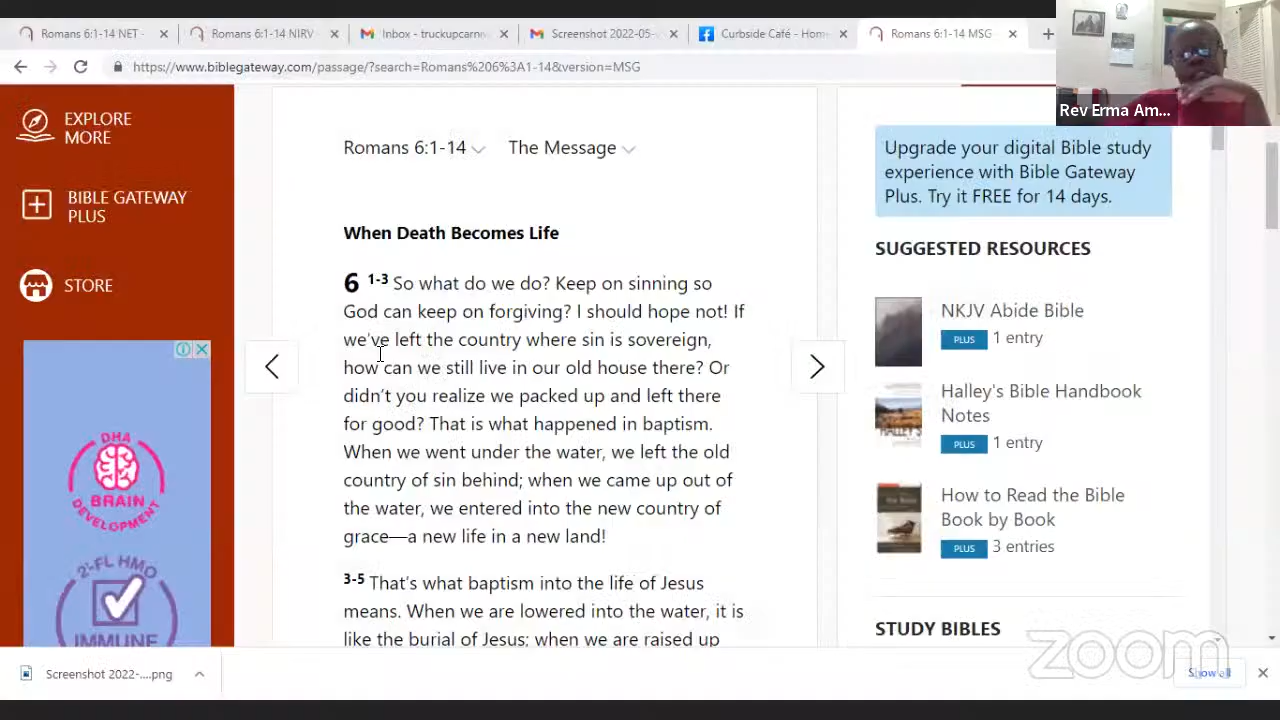 Romans 6:1-14 NET -
Romans 6:1-14 NIRV
Inbox - truckupcarri
Screenshot 2022-05-
Curbside Café - Hom
Romans 6:1-14 MSG
https://www.biblegateway.com/passage/?search=Romans%206%3A1-14&version=MSG
Rev Erma Am...
EXPLORE
MORE
BIBLE GATEWAY
PLUS
STORE
DHA
BRAIN
DEVELOPMENT
2'-FL HMO
IMMUNE
Romans 6:1-14 The Message
When Death Becomes Life
6 1-3 So what do we do? Keep on sinning so
God can keep on forgiving? I should hope not! If
we've left the country where sin is sovereign,
how can we still live in our old house there? Or
didn't you realize we packed up and left there
for good? That is what happened in baptism.
When we went under the water, we left the old
country of sin behind; when we came up out of
the water, we entered into the new country of
grace—a new life in a new land!
3-5 That's what baptism into the life of Jesus
means. When we are lowered into the water, it is
like the burial of Jesus; when we are raised up
Upgrade your digital Bible study
experience with Bible Gateway
Plus. Try it FREE for 14 days.
SUGGESTED RESOURCES
NKJV Abide Bible
PLUS 1 entry
Halley's Bible Handbook
Notes
PLUS 1 entry
How to Read the Bible
Book by Book
PLUS 3 entries
STUDY BIBLES
zoom
Screenshot 2022-....png
Show all